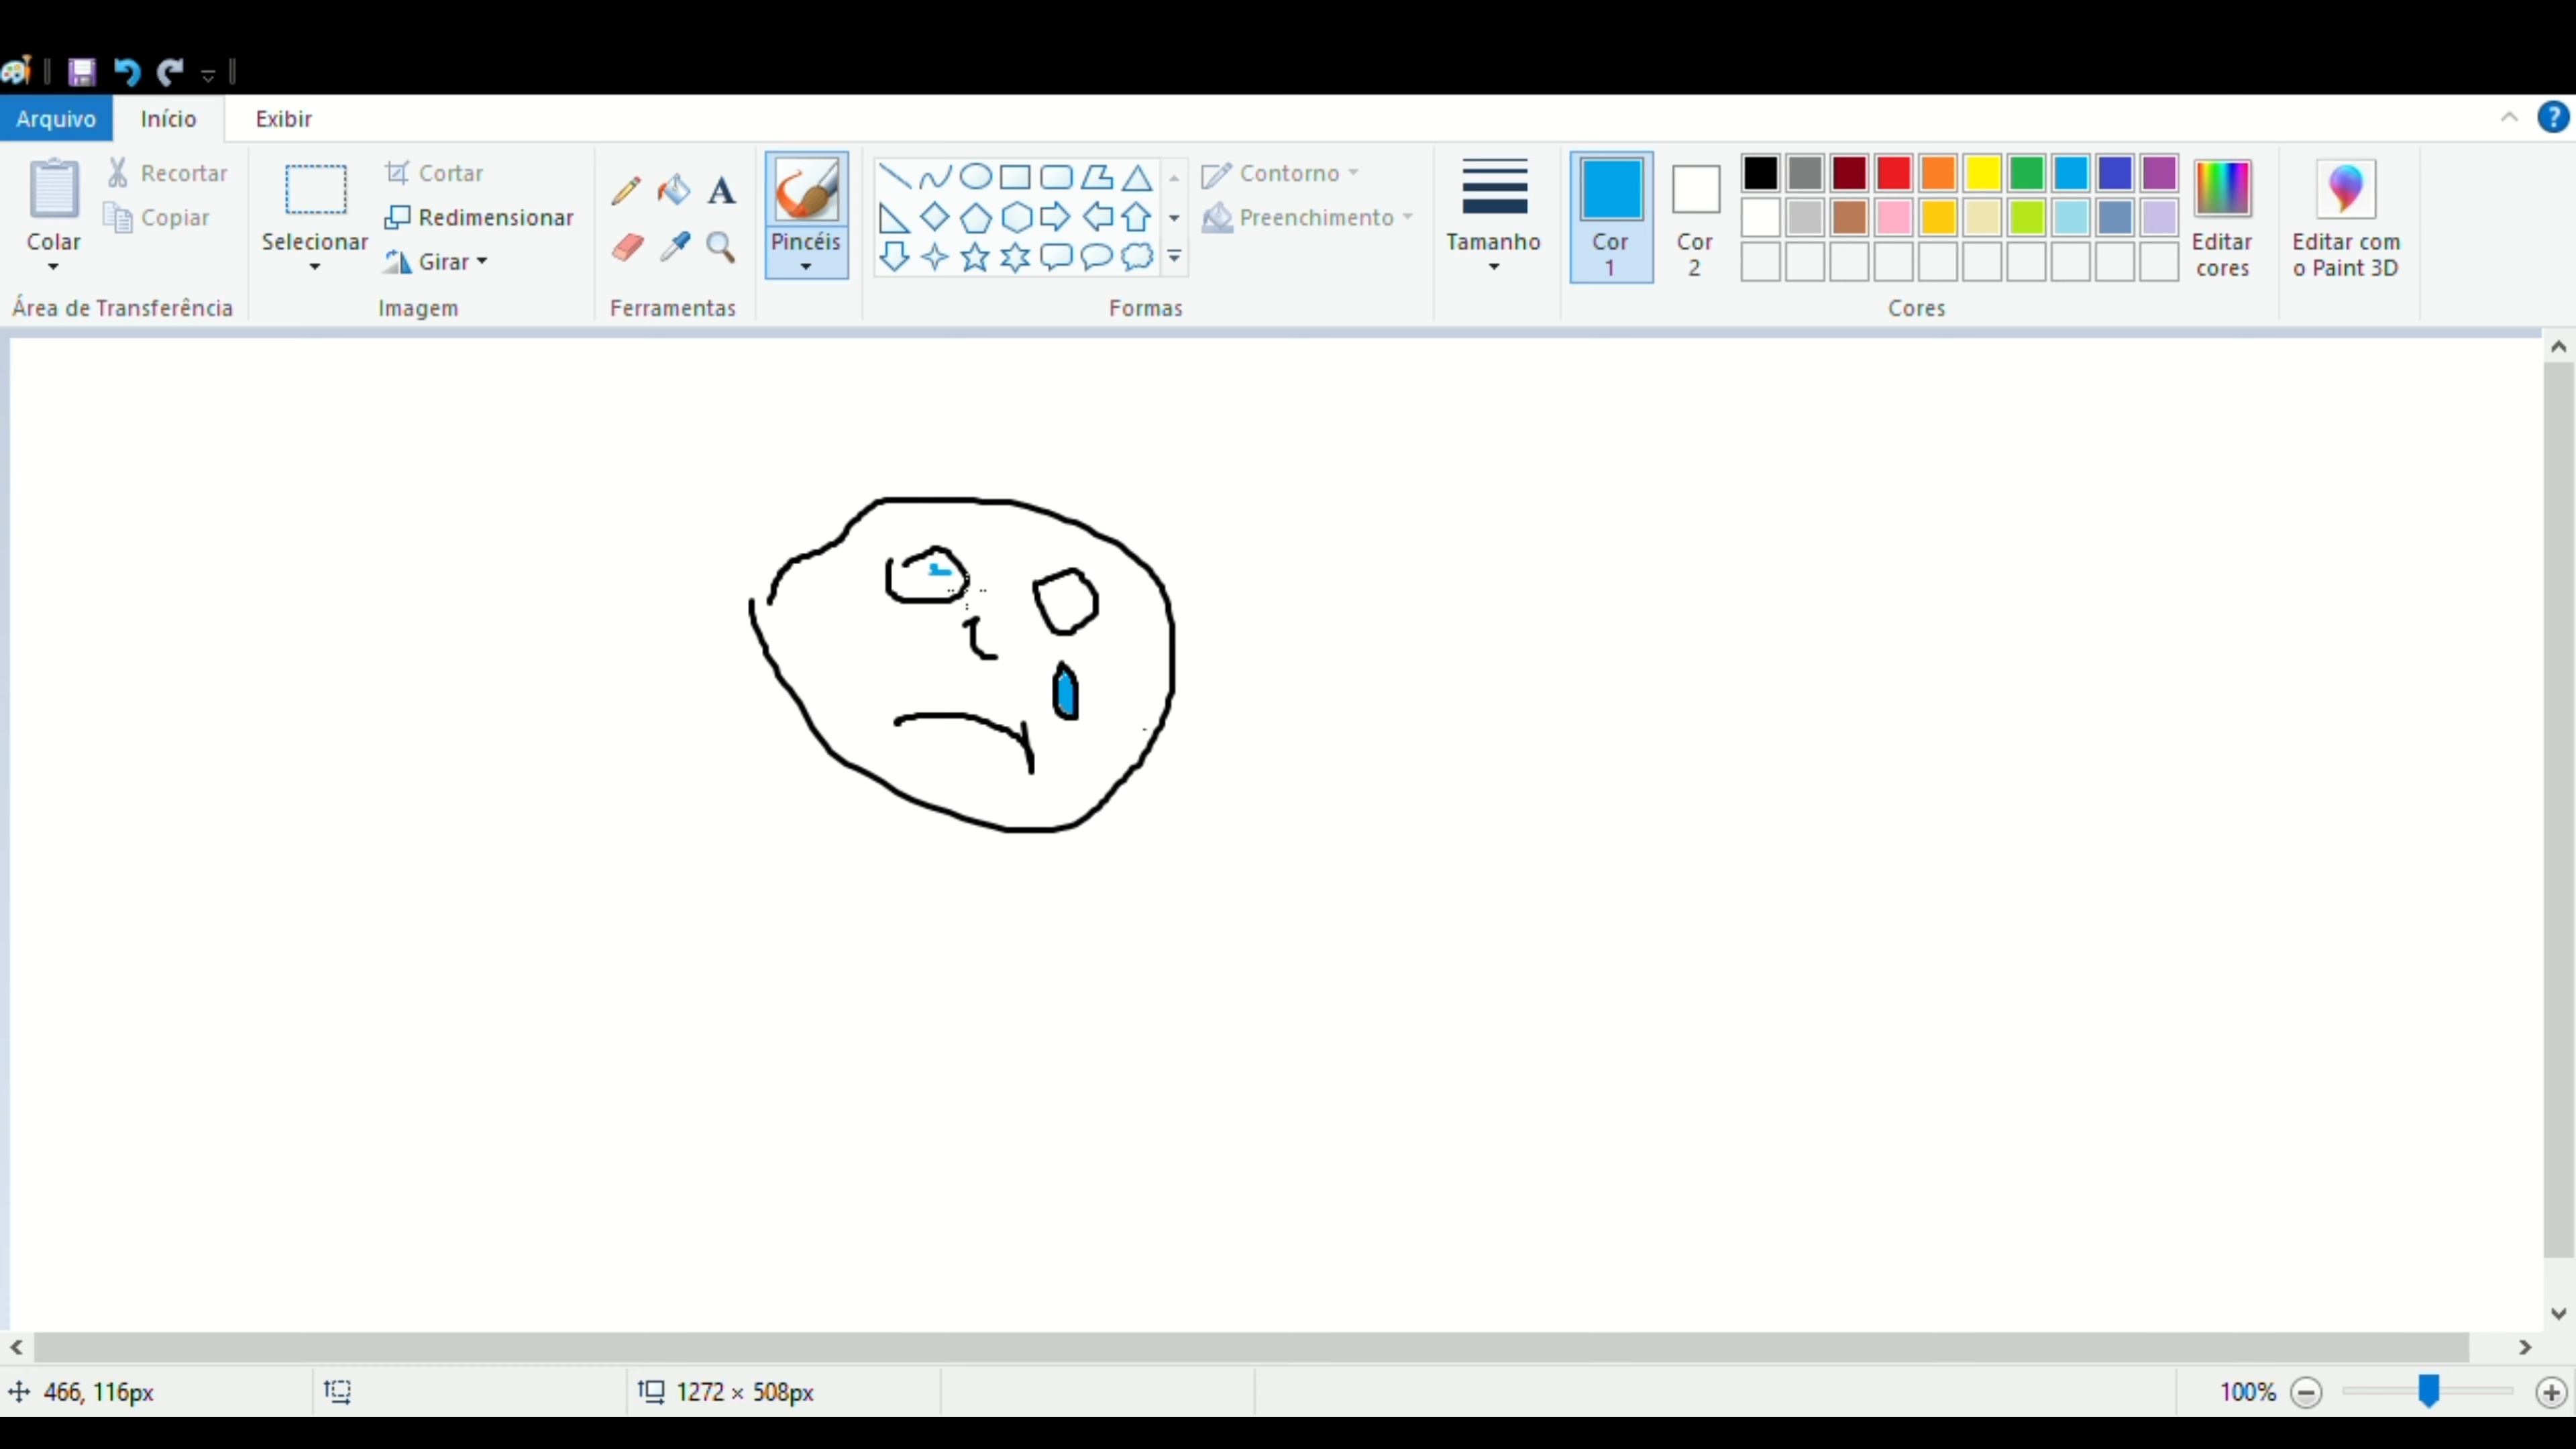 Arquivo Início Exibir
Colar
Recortar
Copiar
Área de Transferência
Selecionar
Cortar
Redimensionar
Girar
Imagem
A
Ferramentas
Pincéis
Contorno
Preenchimento
Formas
Tamanho
Cor
1
Cor
2
Editar
cores
Cores
Editar com
o Paint 3D
?
466, 116px
1272 × 508px
100%